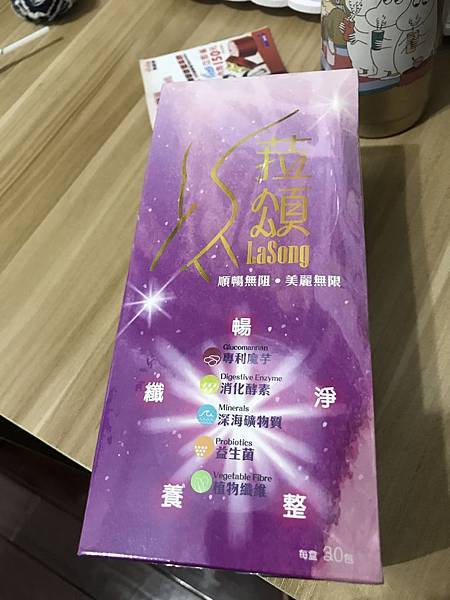 菈
頌
LaSong
順暢無阻・美麗無限
暢
Glucomannan
專利魔芋
纖
Digestive Enzyme
消化酵素
淨
Minerals
深海礦物質
Probiotics
益生菌
Vegetable Fibre
植物纖維
養
整
每盒 30包